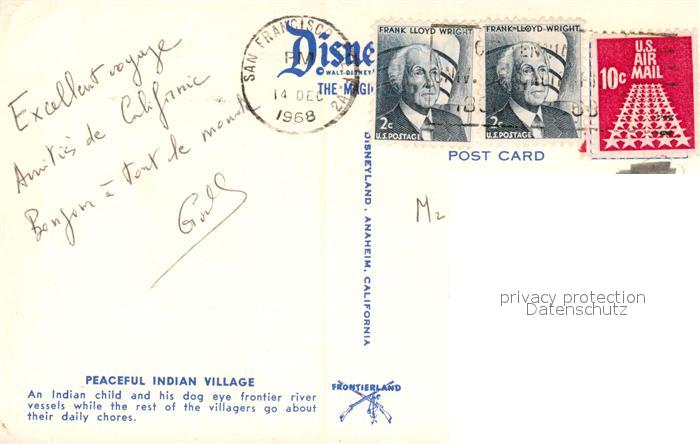 Excellent voyage
Amitiés de Californie
Bonjour à tout le monde
SAN FRANCISCO
PM
14 DEC
1968
Disne
© WALT DISNEY
THE MAGI
FRANK LLOYD WRIGHT
2c
U.S. POSTAGE
FRANK LLOYD WRIGHT
2c
U.S. POSTAGE
U.S.
AIR
MAIL
10c
POST CARD
DISNEYLAND, ANAHEIM, CALIFORNIA
M
privacy protection
Datenschutz
PEACEFUL INDIAN VILLAGE
An Indian child and his dog eye frontier river
vessels while the rest of the villagers go about
their daily chores.
FRONTIERLAND